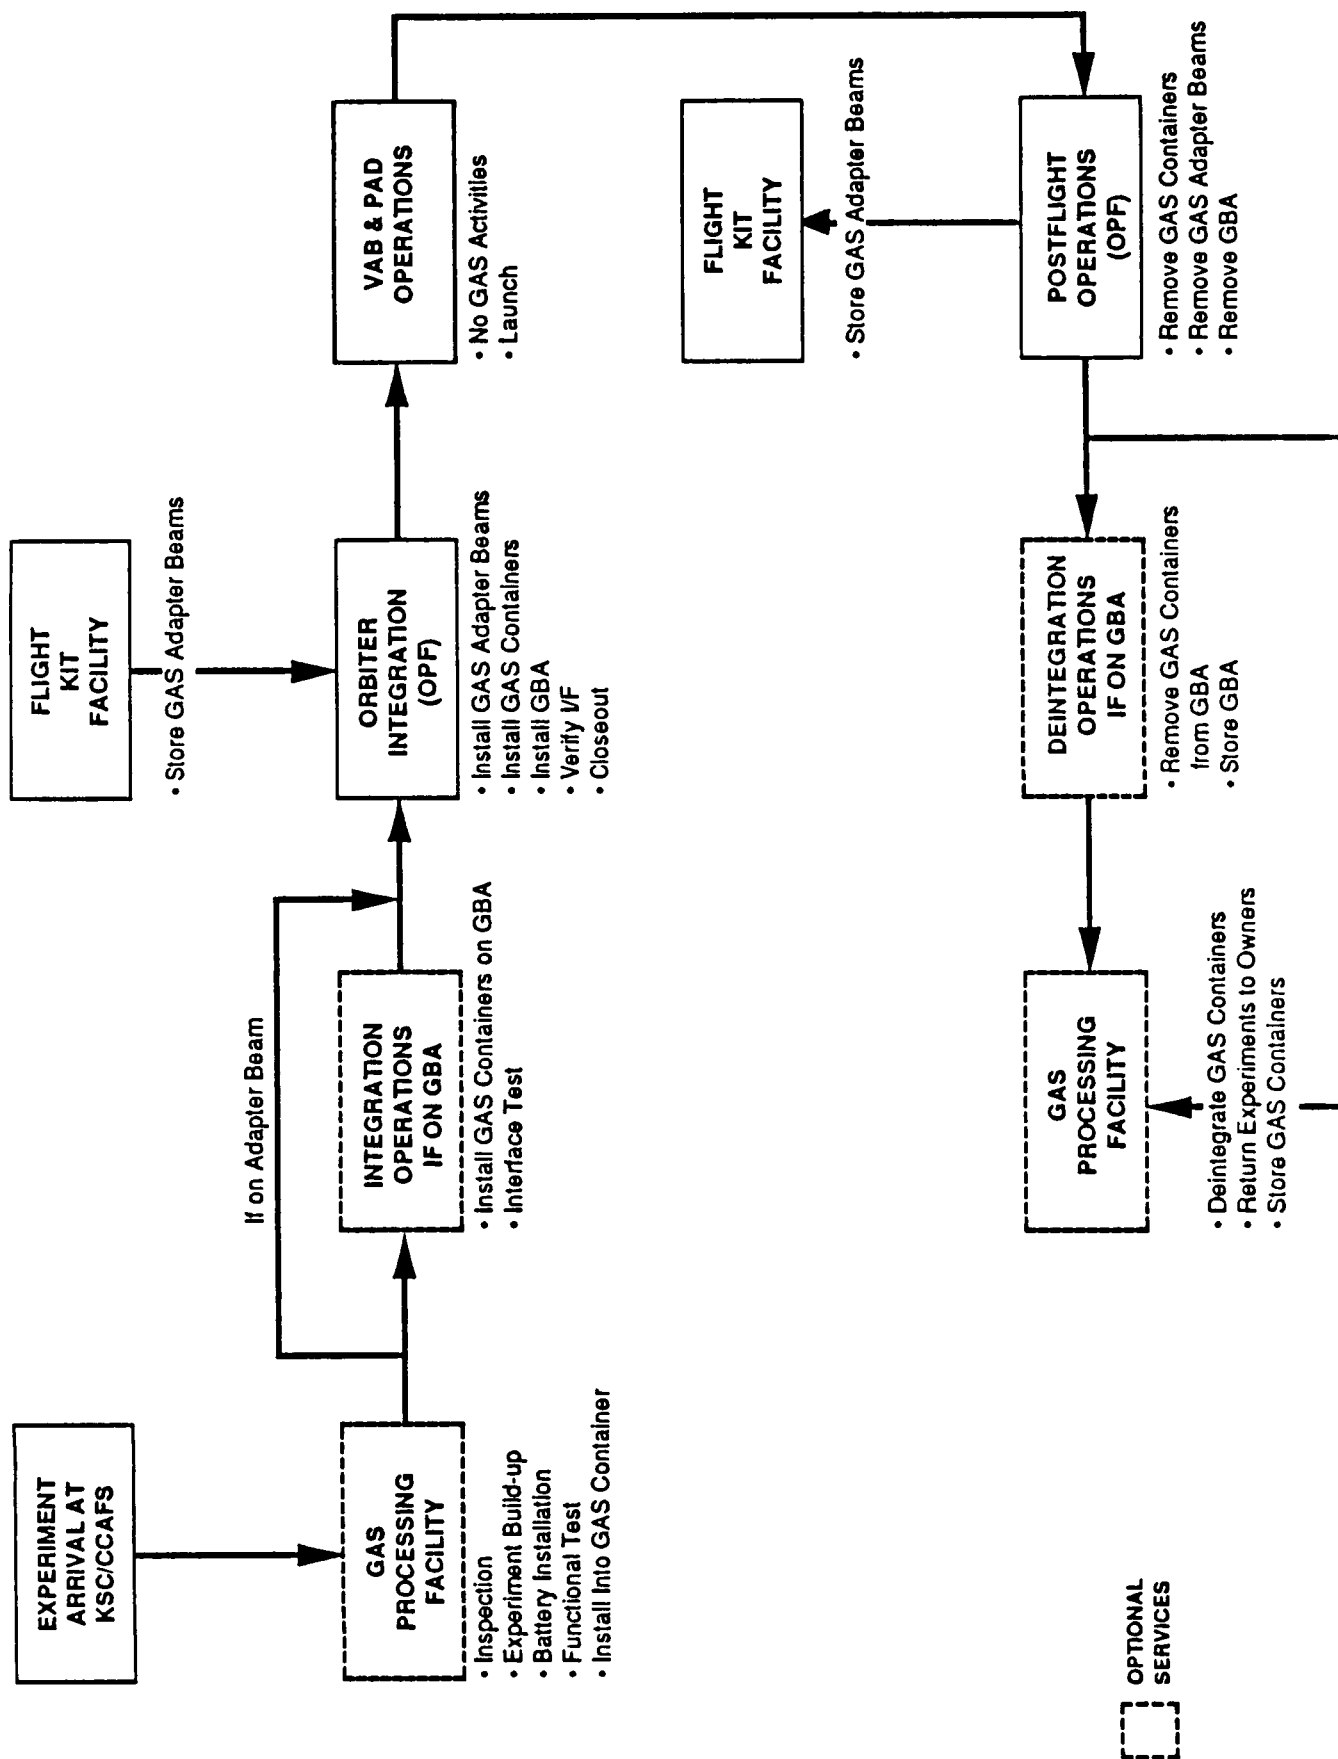 EXPERIMENT
ARRIVAL AT
KSC/CCAFS
FLIGHT
KIT
FACILITY
• Store GAS Adapter Beams
If on Adapter Beam
GAS
PROCESSING
FACILITY
• Inspection
• Experiment Build-up
• Battery Installation
• Functional Test
• Install Into GAS Container
INTEGRATION
OPERATIONS
IF ON GBA
• Install GAS Containers on GBA
• Interface Test
ORBITER
INTEGRATION
(OPF)
• Install GAS Adapter Beams
• Install GAS Containers
• Install GBA
• Verify I/F
• Closeout
VAB & PAD
OPERATIONS
• No GAS Activities
• Launch
FLIGHT
KIT
FACILITY
• Store GAS Adapter Beams
GAS
PROCESSING
FACILITY
• Deintegrate GAS Containers
• Return Experiments to Owners
• Store GAS Containers
DEINTEGRATION
OPERATIONS
IF ON GBA
• Remove GAS Containers
from GBA
• Store GBA
POSTFLIGHT
OPERATIONS
(OPF)
• Remove GAS Containers
• Remove GAS Adapter Beams
• Remove GBA
OPTIONAL
SERVICES